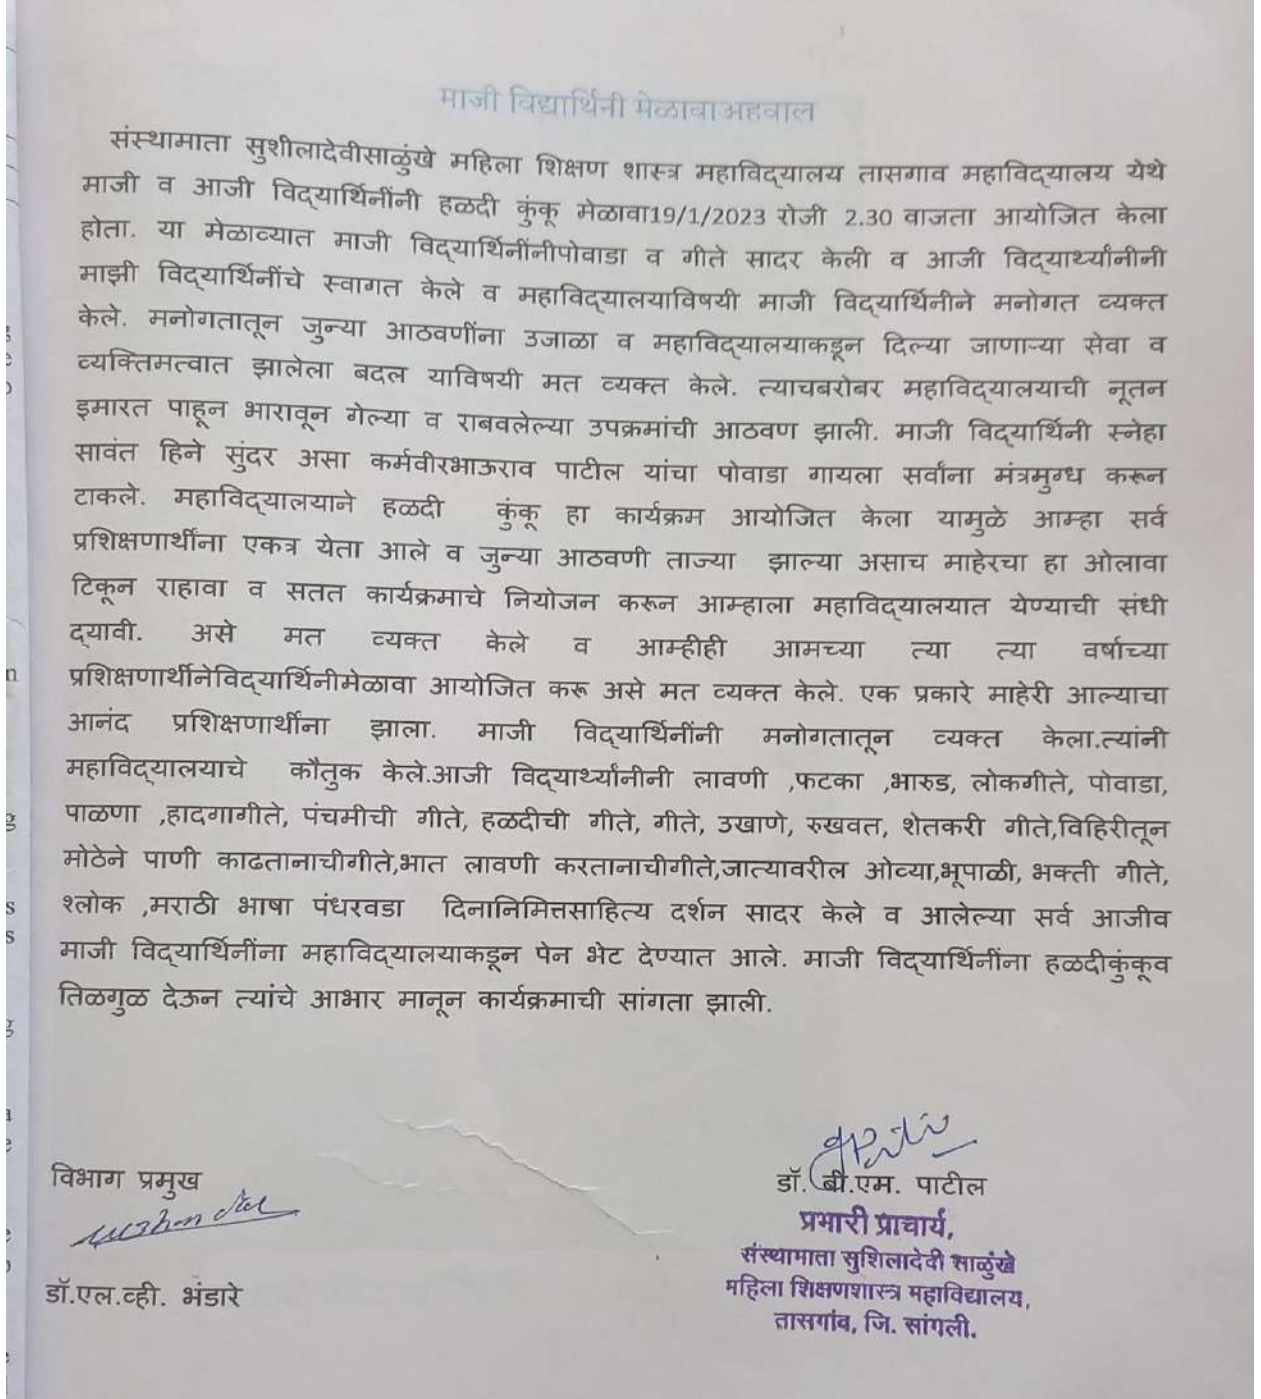 माजी विद्यार्थिनी मेळावाअहवाल
संस्थामाता सुशीलादेवीसाळुंखे महिला शिक्षण शास्त्र महाविद्यालय तासगाव महाविद्यालय येथे
माजी व आजी विद्यार्थिनींनी हळदी कुंकू मेळावा19/1/2023 रोजी 2.30 वाजता आयोजित केला
होता. या मेळाव्यात माजी विद्यार्थिनींनीपोवाडा व गीते सादर केली व आजी विद्यार्थ्यांनीनी
माझी विद्यार्थिनींचे स्वागत केले व महाविद्यालयाविषयी माजी विद्यार्थिनीने मनोगत व्यक्त
केले. मनोगतातून जुन्या आठवणींना उजाळा व महाविद्यालयाकडून दिल्या जाणाऱ्या सेवा व
व्यक्तिमत्वात झालेला बदल याविषयी मत व्यक्त केले. त्याचबरोबर महाविद्यालयाची नूतन
इमारत पाहून भारावून गेल्या व राबवलेल्या उपक्रमांची आठवण झाली. माजी विद्यार्थिनी स्नेहा
सावंत हिने सुंदर असा कर्मवीरभाऊराव पाटील यांचा पोवाडा गायला सर्वांना मंत्रमुग्ध करून
टाकले. महाविद्यालयाने हळदी कुंकू हा कार्यक्रम आयोजित केला यामुळे आम्हा सर्व
प्रशिक्षणार्थींना एकत्र येता आले व जुन्या आठवणी ताज्या झाल्या असाच माहेरचा हा ओलावा
टिकून राहावा व सतत कार्यक्रमाचे नियोजन करून आम्हाला महाविद्यालयात येण्याची संधी
द्यावी. असे मत व्यक्त केले व आम्हीही आमच्या त्या त्या वर्षाच्या
प्रशिक्षणार्थीनेविद्यार्थिनीमेळावा आयोजित करू असे मत व्यक्त केले. एक प्रकारे माहेरी आल्याचा
आनंद प्रशिक्षणार्थींना झाला. माजी विद्यार्थिनींनी मनोगतातून व्यक्त केला.त्यांनी
महाविद्यालयाचे कौतुक केले.आजी विद्यार्थ्यांनीनी लावणी ,फटका ,भारुड, लोकगीते, पोवाडा,
पाळणा ,हादगागीते, पंचमीची गीते, हळदीची गीते, गीते, उखाणे, रुखवत, शेतकरी गीते,विहिरीतून
मोठेने पाणी काढतानाचीगीते,भात लावणी करतानाचीगीते,जात्यावरील ओव्या,भूपाळी, भक्ती गीते,
श्लोक ,मराठी भाषा पंधरवडा दिनानिमित्तसाहित्य दर्शन सादर केले व आलेल्या सर्व आजीव
माजी विद्यार्थिनींना महाविद्यालयाकडून पेन भेट देण्यात आले. माजी विद्यार्थिनींना हळदीकुंकूव
तिळगुळ देऊन त्यांचे आभार मानून कार्यक्रमाची सांगता झाली.
विभाग प्रमुख
डॉ.एल.व्ही. भंडारे
डॉ. बी.एम. पाटील
प्रभारी प्राचार्य,
संस्थामाता सुशिलादेवी साळुंखे
महिला शिक्षणशास्त्र महाविद्यालय,
तासगांव, जि. सांगली.